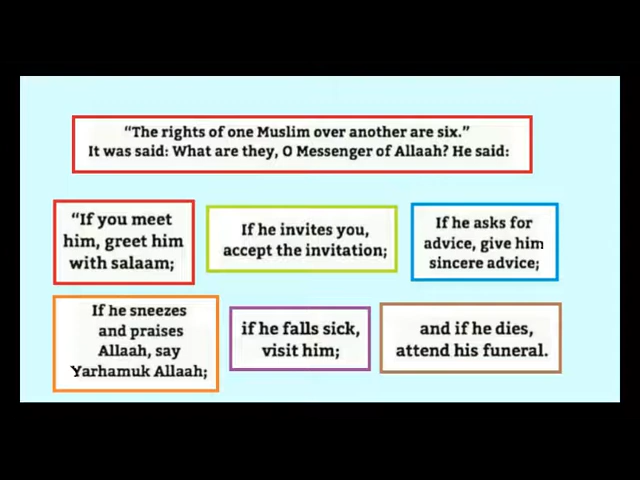 “The rights of one Muslim over another are six.”
It was said: What are they, O Messenger of Allaah? He said:
“If you meet
him, greet him
with salaam;
If he invites you,
accept the invitation;
If he asks for
advice, give him
sincere advice;
If he sneezes
and praises
Allaah, say
Yarhamuk Allaah;
if he falls sick,
visit him;
and if he dies,
attend his funeral.